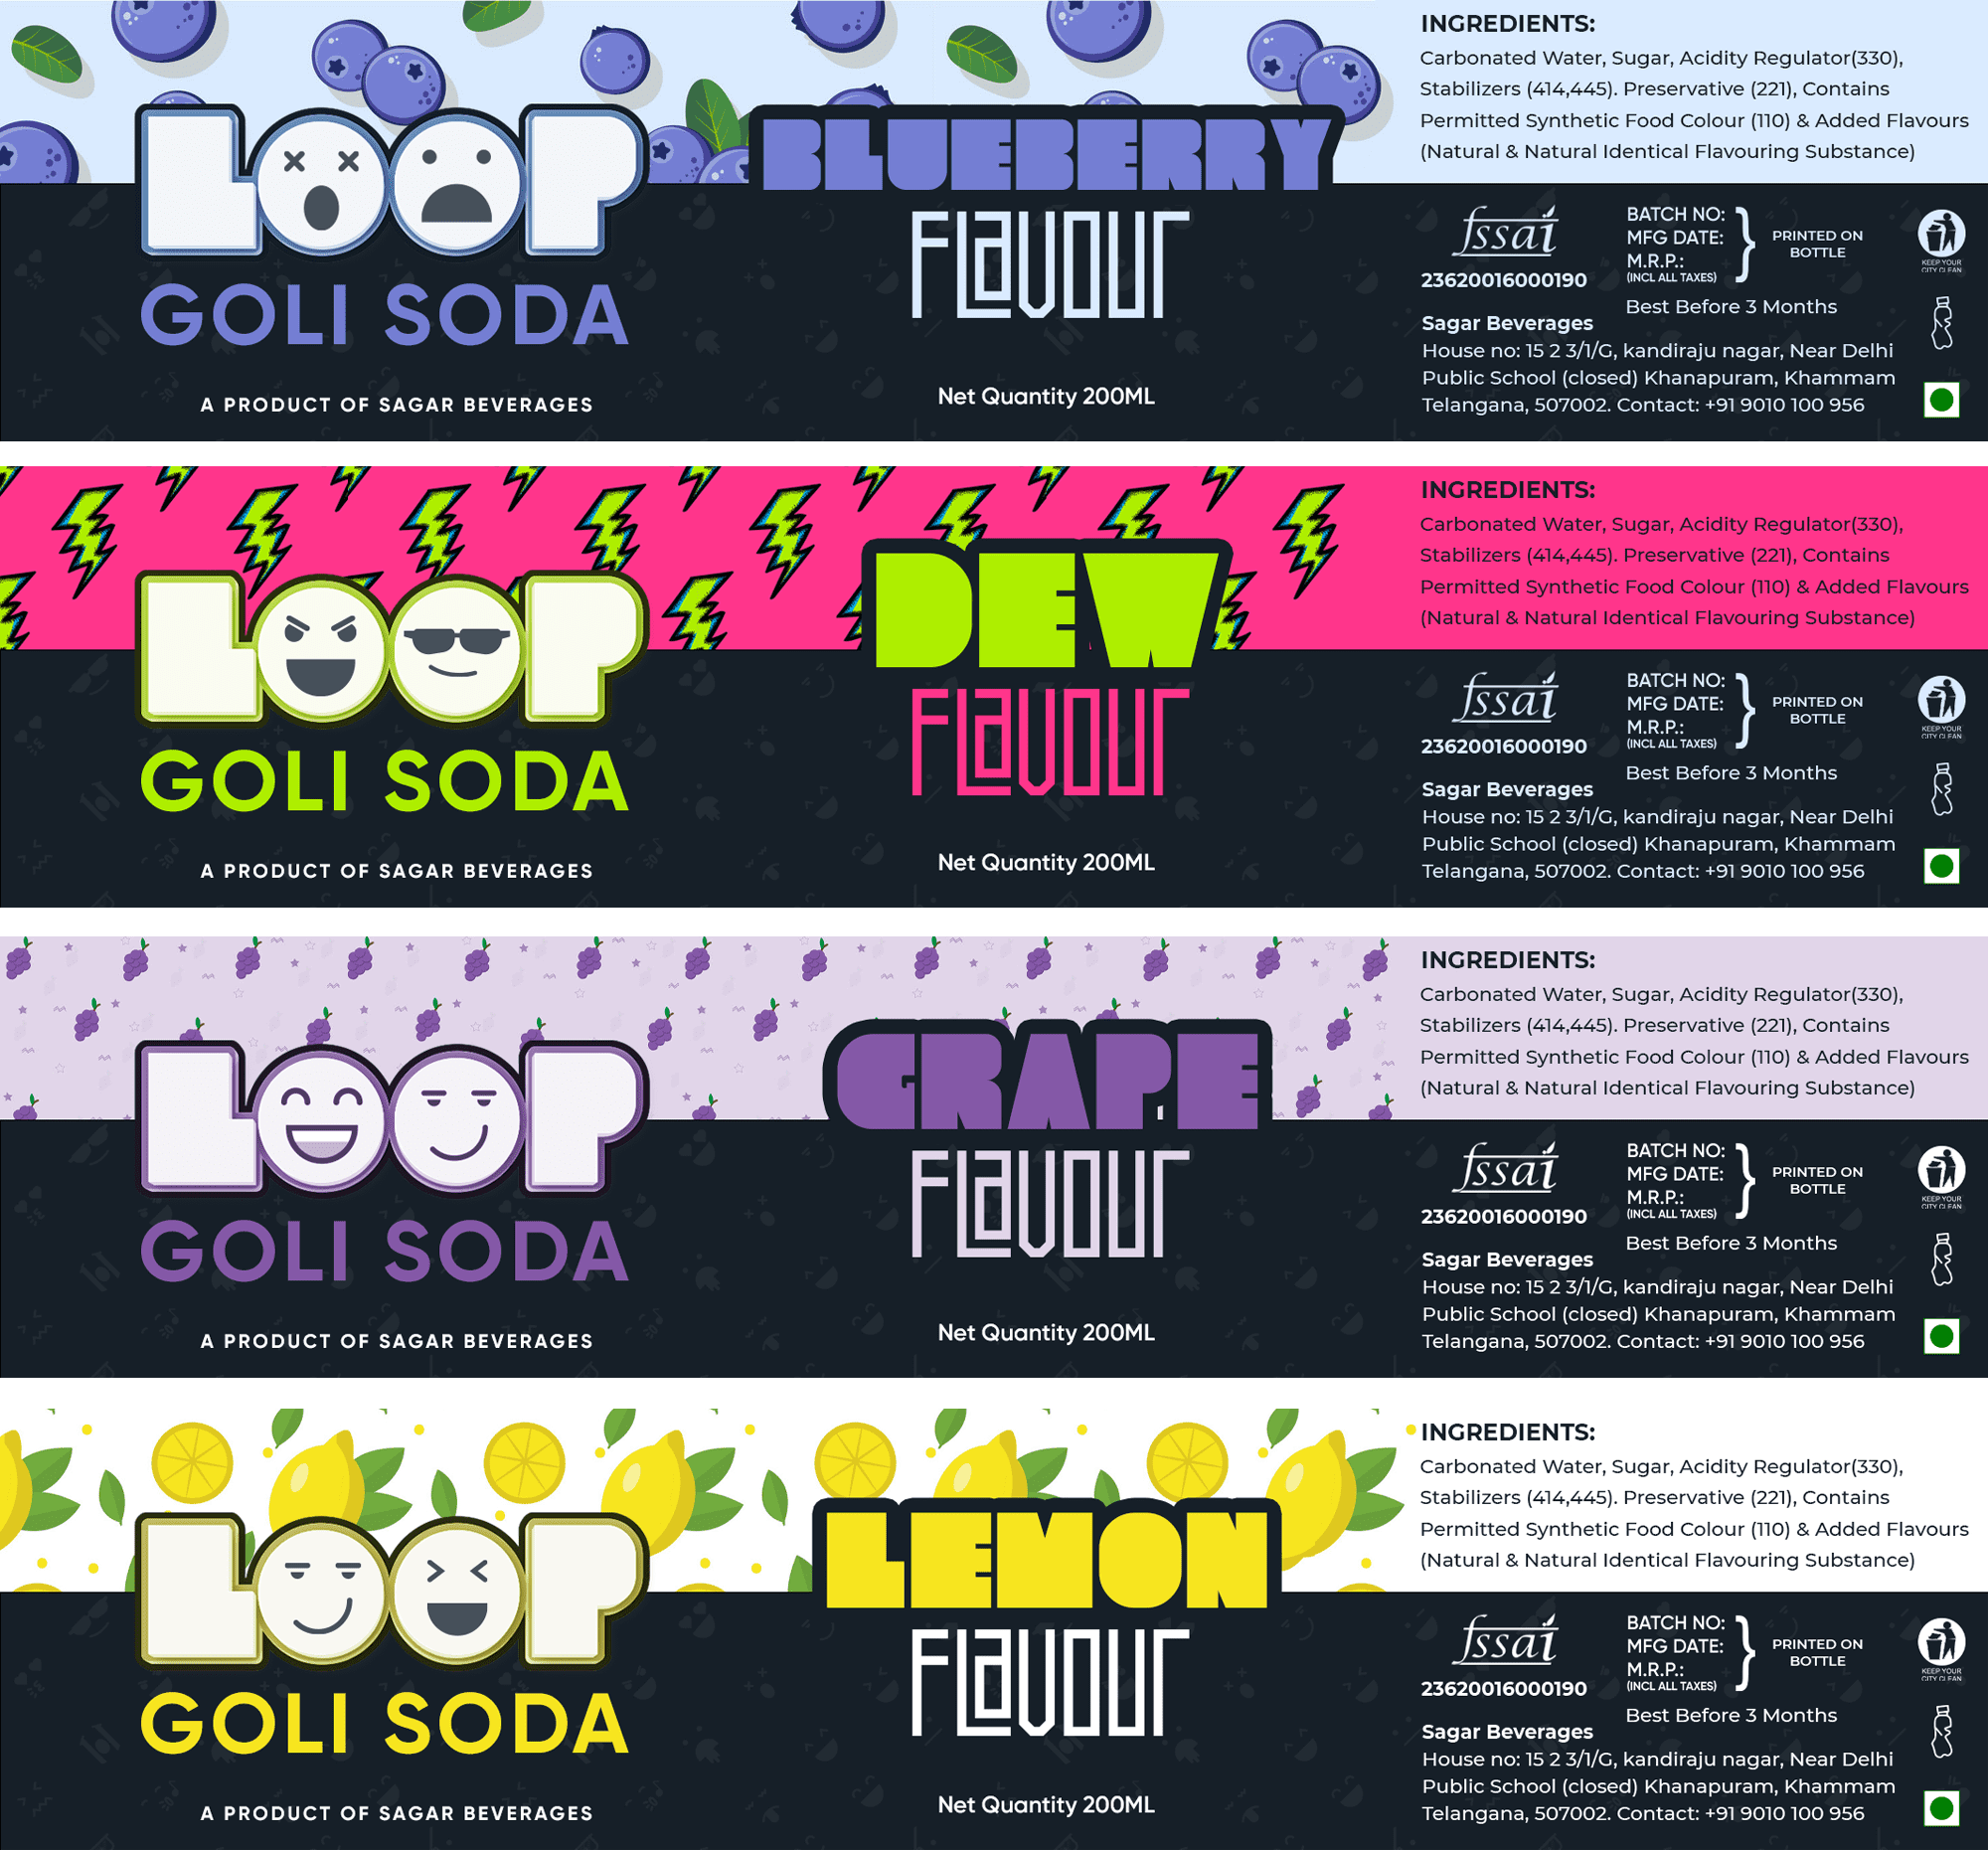 LOOP
GOLI SODA
A PRODUCT OF SAGAR BEVERAGES
BLUEBERRY
FLaVOUr
Net Quantity 200ML
INGREDIENTS:
Carbonated Water, Sugar, Acidity Regulator(330),
Stabilizers (414,445). Preservative (221), Contains
Permitted Synthetic Food Colour (110) & Added Flavours
(Natural & Natural Identical Flavouring Substance)
fssai
23620016000190
BATCH NO:
MFG DATE:
M.R.P.:
(INCL ALL TAXES)
PRINTED ON
BOTTLE
Best Before 3 Months
KEEP YOUR
CITY CLEAN
Sagar Beverages
House no: 15 2 3/1/G, kandiraju nagar, Near Delhi
Public School (closed) Khanapuram, Khammam
Telangana, 507002. Contact: +91 9010 100 956
LOOP
GOLI SODA
A PRODUCT OF SAGAR BEVERAGES
DEW
FLaVOUr
Net Quantity 200ML
INGREDIENTS:
Carbonated Water, Sugar, Acidity Regulator(330),
Stabilizers (414,445). Preservative (221), Contains
Permitted Synthetic Food Colour (110) & Added Flavours
(Natural & Natural Identical Flavouring Substance)
fssai
23620016000190
BATCH NO:
MFG DATE:
M.R.P.:
(INCL ALL TAXES)
PRINTED ON
BOTTLE
Best Before 3 Months
KEEP YOUR
CITY CLEAN
Sagar Beverages
House no: 15 2 3/1/G, kandiraju nagar, Near Delhi
Public School (closed) Khanapuram, Khammam
Telangana, 507002. Contact: +91 9010 100 956
LOOP
GOLI SODA
A PRODUCT OF SAGAR BEVERAGES
GRAPE
FLaVOUr
Net Quantity 200ML
INGREDIENTS:
Carbonated Water, Sugar, Acidity Regulator(330),
Stabilizers (414,445). Preservative (221), Contains
Permitted Synthetic Food Colour (110) & Added Flavours
(Natural & Natural Identical Flavouring Substance)
fssai
23620016000190
BATCH NO:
MFG DATE:
M.R.P.:
(INCL ALL TAXES)
PRINTED ON
BOTTLE
Best Before 3 Months
KEEP YOUR
CITY CLEAN
Sagar Beverages
House no: 15 2 3/1/G, kandiraju nagar, Near Delhi
Public School (closed) Khanapuram, Khammam
Telangana, 507002. Contact: +91 9010 100 956
LOOP
GOLI SODA
A PRODUCT OF SAGAR BEVERAGES
LEMON
FLaVOUr
Net Quantity 200ML
INGREDIENTS:
Carbonated Water, Sugar, Acidity Regulator(330),
Stabilizers (414,445). Preservative (221), Contains
Permitted Synthetic Food Colour (110) & Added Flavours
(Natural & Natural Identical Flavouring Substance)
fssai
23620016000190
BATCH NO:
MFG DATE:
M.R.P.:
(INCL ALL TAXES)
PRINTED ON
BOTTLE
Best Before 3 Months
KEEP YOUR
CITY CLEAN
Sagar Beverages
House no: 15 2 3/1/G, kandiraju nagar, Near Delhi
Public School (closed) Khanapuram, Khammam
Telangana, 507002. Contact: +91 9010 100 956